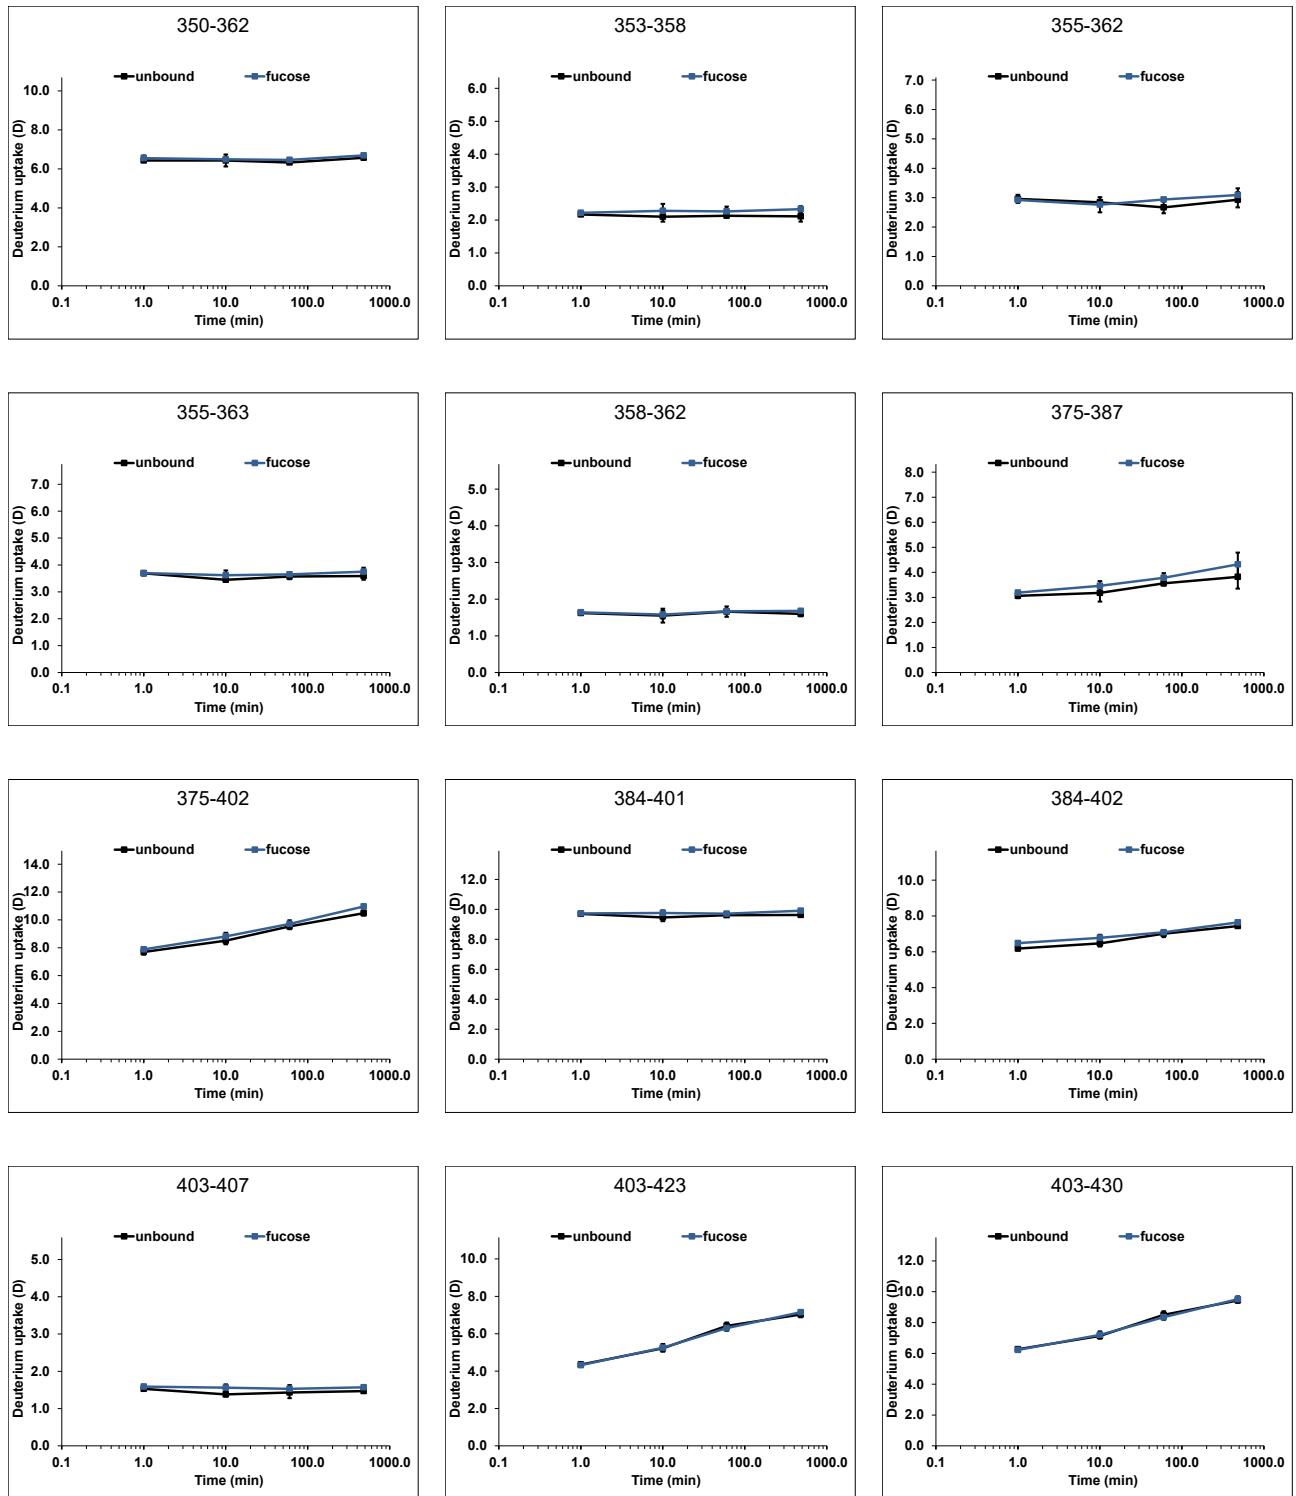 350-362
unbound fucose
Deuterium uptake (D)
10.0
8.0
6.0
4.0
2.0
0.0
0.1 1.0 10.0 100.0 1000.0
Time (min)
353-358
unbound fucose
Deuterium uptake (D)
6.0
5.0
4.0
3.0
2.0
1.0
0.0
0.1 1.0 10.0 100.0 1000.0
Time (min)
355-362
unbound fucose
Deuterium uptake (D)
7.0
6.0
5.0
4.0
3.0
2.0
1.0
0.0
0.1 1.0 10.0 100.0 1000.0
Time (min)
355-363
unbound fucose
Deuterium uptake (D)
7.0
6.0
5.0
4.0
3.0
2.0
1.0
0.0
0.1 1.0 10.0 100.0 1000.0
Time (min)
358-362
unbound fucose
Deuterium uptake (D)
5.0
4.0
3.0
2.0
1.0
0.0
0.1 1.0 10.0 100.0 1000.0
Time (min)
375-387
unbound fucose
Deuterium uptake (D)
8.0
7.0
6.0
5.0
4.0
3.0
2.0
1.0
0.0
0.1 1.0 10.0 100.0 1000.0
Time (min)
375-402
unbound fucose
Deuterium uptake (D)
14.0
12.0
10.0
8.0
6.0
4.0
2.0
0.0
0.1 1.0 10.0 100.0 1000.0
Time (min)
384-401
unbound fucose
Deuterium uptake (D)
12.0
10.0
8.0
6.0
4.0
2.0
0.0
0.1 1.0 10.0 100.0 1000.0
Time (min)
384-402
unbound fucose
Deuterium uptake (D)
10.0
8.0
6.0
4.0
2.0
0.0
0.1 1.0 10.0 100.0 1000.0
Time (min)
403-407
unbound fucose
Deuterium uptake (D)
5.0
4.0
3.0
2.0
1.0
0.0
0.1 1.0 10.0 100.0 1000.0
Time (min)
403-423
unbound fucose
Deuterium uptake (D)
10.0
8.0
6.0
4.0
2.0
0.0
0.1 1.0 10.0 100.0 1000.0
Time (min)
403-430
unbound fucose
Deuterium uptake (D)
12.0
10.0
8.0
6.0
4.0
2.0
0.0
0.1 1.0 10.0 100.0 1000.0
Time (min)